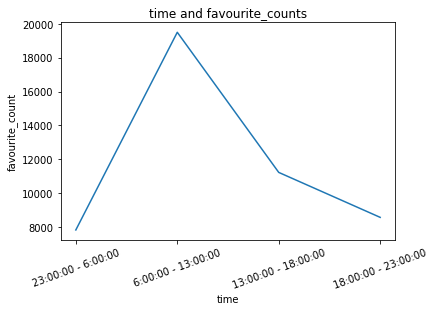 time and favourite_counts
20000
18000
16000
14000
12000
10000
8000
favourite_count
23:00:00 - 6:00:00
6:00:00 - 13:00:00
13:00:00 - 18:00:00
18:00:00 - 23:00:00
time